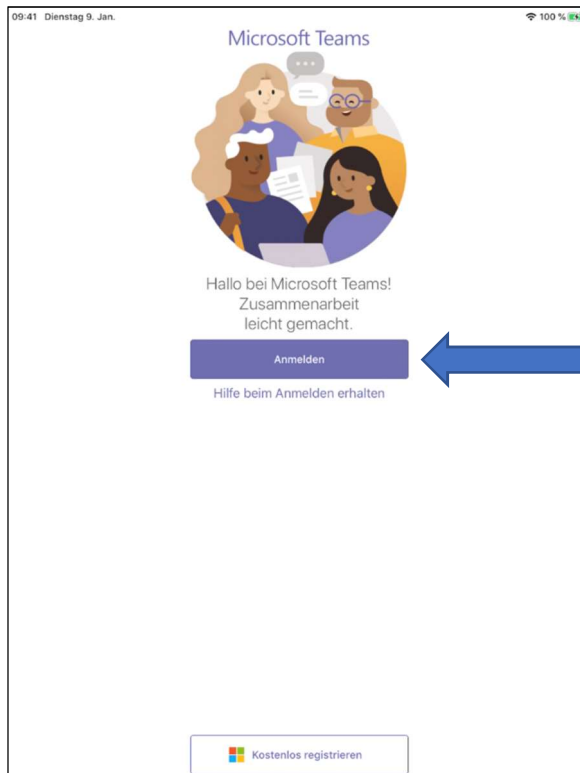 09:41 Dienstag 9. Jan. 100 %
Microsoft Teams
Hallo bei Microsoft Teams!
Zusammenarbeit
leicht gemacht.
Anmelden
Hilfe beim Anmelden erhalten
Kostenlos registrieren